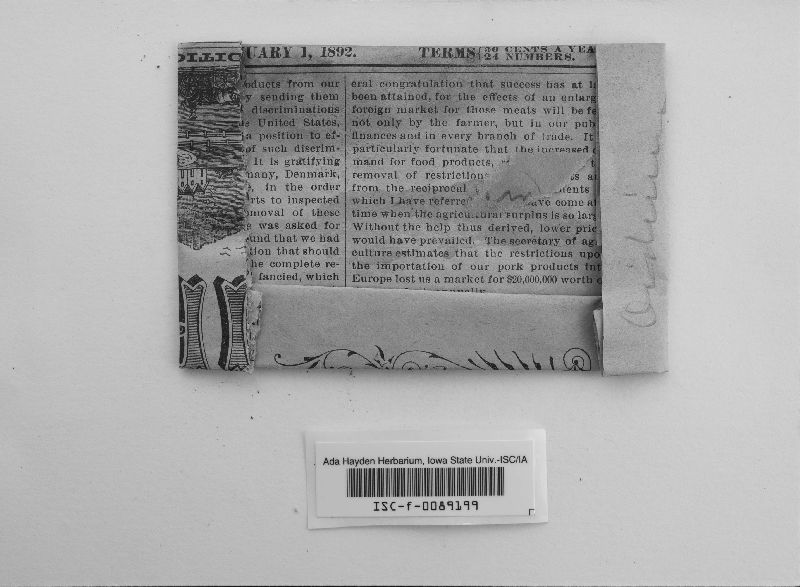 UARY 1, 1892.
TERMS { 30 CENTS A YEA
24 NUMBERS.
oducts from our
y sending them
discriminations
e United States,
a position to ef-
of such discrim-
It is gratifying
many, Denmark,
, in the order
rts to inspected
moval of these
e was asked for
und that we had
tion that should
he complete re-
fancied, which
eral congratulation that success has at l
been attained, for the effects of an enlarg
foreign market for these meats will be fe
not only by the farmer, but in our pub
finances and in every branch of trade. It
particularly fortunate that the increased
mand for food products,
removal of restrictions
from the reciprocal
which I have referre ave come at
time when the agricultural surplus is so larg
Without the help thus derived, lower pric
would have prevailed. The secretary of ag
culture estimates that the restrictions upo
the importation of our pork products int
Europe lost us a market for $20,000,000 worth o
annually
Ada Hayden Herbarium, Iowa State Univ.-ISC/IA
ISC-f-0089199